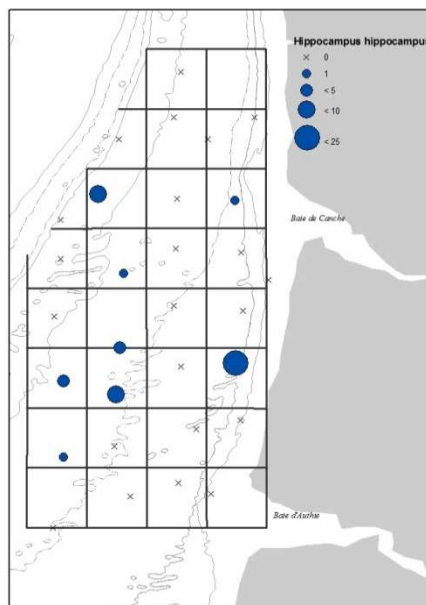 Hippocampus hippocampus
× 0
1
< 5
< 10
< 25
Baie de Canche
Baie d'Authie